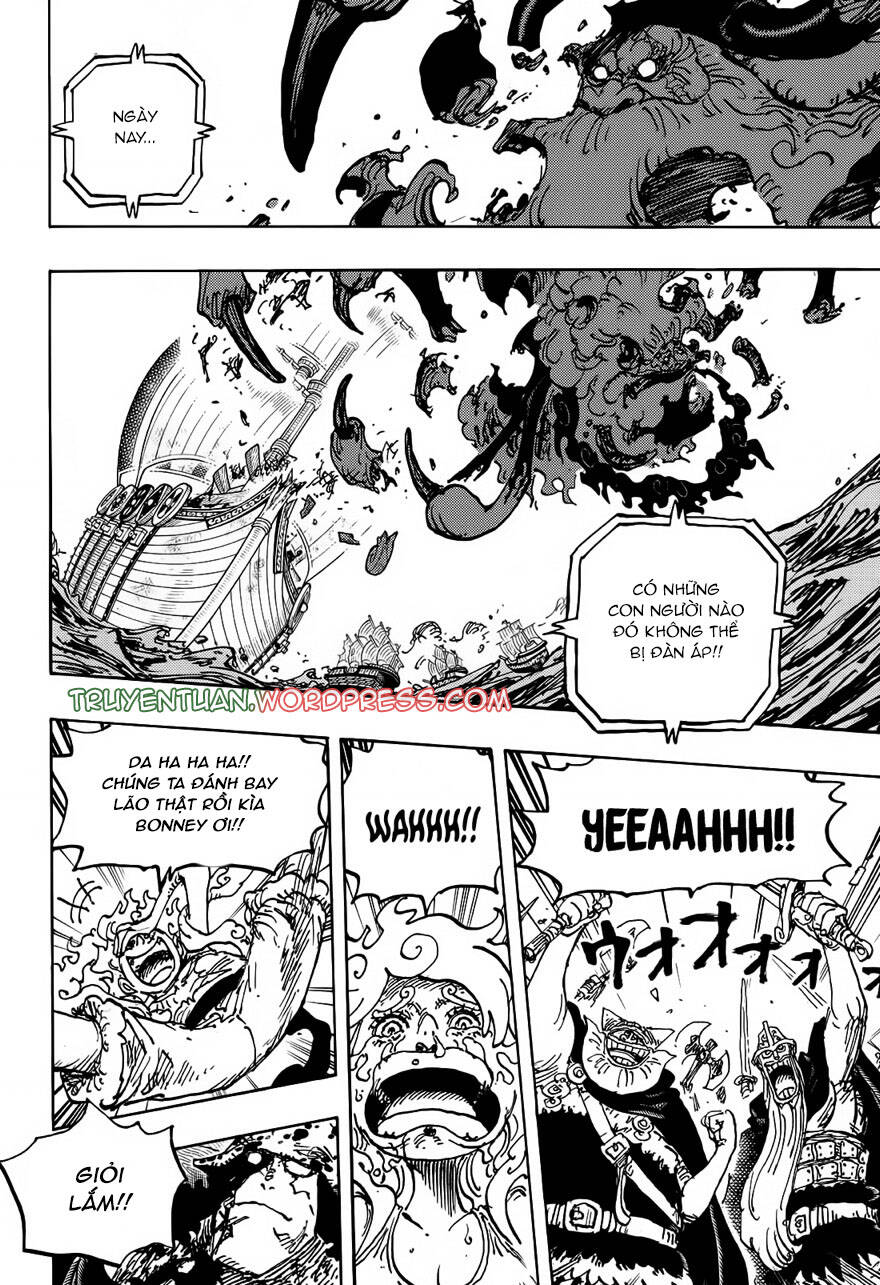 NGÀY
NAY...
CÓ NHỮNG
CON NGƯỜI NÀO
ĐÓ KHÔNG THỂ
BỊ ĐÀN ÁP!!
TRUYENTUAN.WORDPRESS.COM
YEEAAHHH!!
ウオオオオ
WAHHH!!
DA HA HA HA!!
CHÚNG TA ĐÁNH BAY
LÃO THẬT RỒI KÌA
BONNEY ƠI!!
GIỎI
LẮM!!